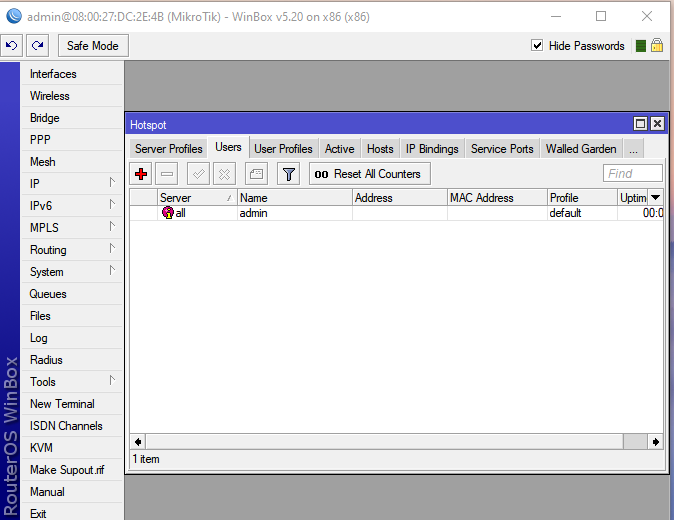 admin@08:00:27:DC:2E:4B (MikroTik) - WinBox v5.20 on x86 (x86)
Safe Mode
Hide Passwords
Interfaces
Wireless
Bridge
PPP
Mesh
IP
IPv6
MPLS
Routing
System
Queues
Files
Log
Radius
Tools
New Terminal
ISDN Channels
KVM
Make Supout.rif
Manual
Exit
RouterOS WinBox
Hotspot
Server Profiles Users User Profiles Active Hosts IP Bindings Service Ports Walled Garden ...
00 Reset All Counters Find
Server Name Address MAC Address Profile Uptim
all admin default 00:0
1 item